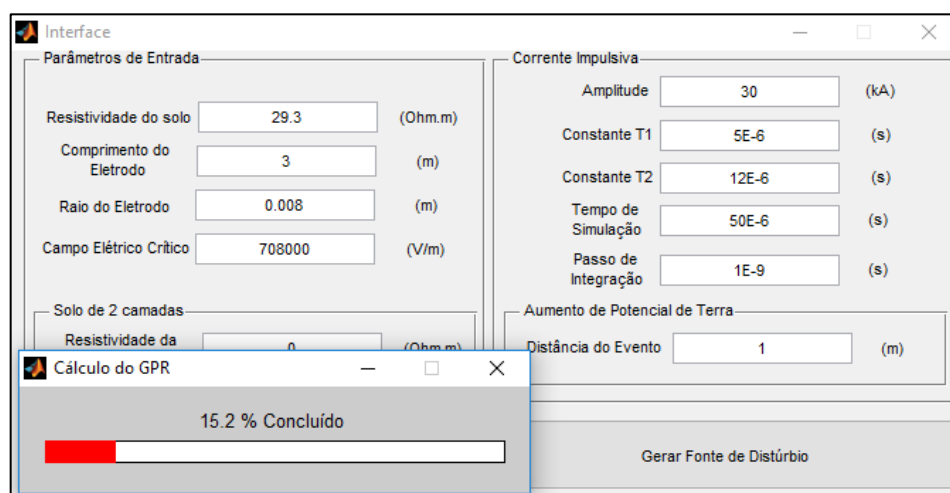 Interface
Parâmetros de Entrada
Resistividade do solo 29.3 (Ohm.m)
Comprimento do
Eletrodo 3 (m)
Raio do Eletrodo 0.008 (m)
Campo Elétrico Crítico 708000 (V/m)
Solo de 2 camadas
Resistividade da
0 (Ohm.m)
Corrente Impulsiva
Amplitude 30 (kA)
Constante T1 5E-6 (s)
Constante T2 12E-6 (s)
Tempo de
Simulação 50E-6 (s)
Passo de
Integração 1E-9 (s)
Aumento de Potencial de Terra
Distância do Evento 1 (m)
Gerar Fonte de Distúrbio
Cálculo do GPR
15.2 % Concluído